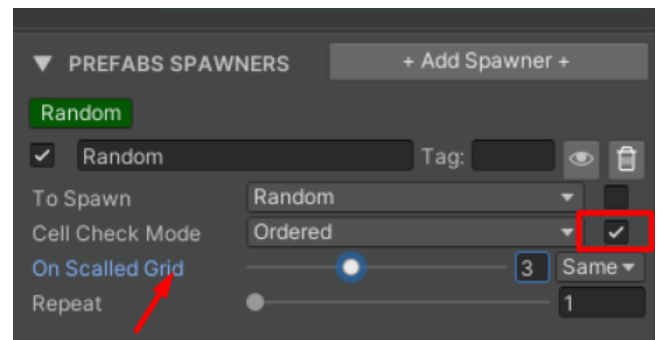 ▼ PREFABS SPAWNERS + Add Spawner +
Random
Random Tag:
To Spawn Random
Cell Check Mode Ordered
On Scalled Grid 3 Same
Repeat 1